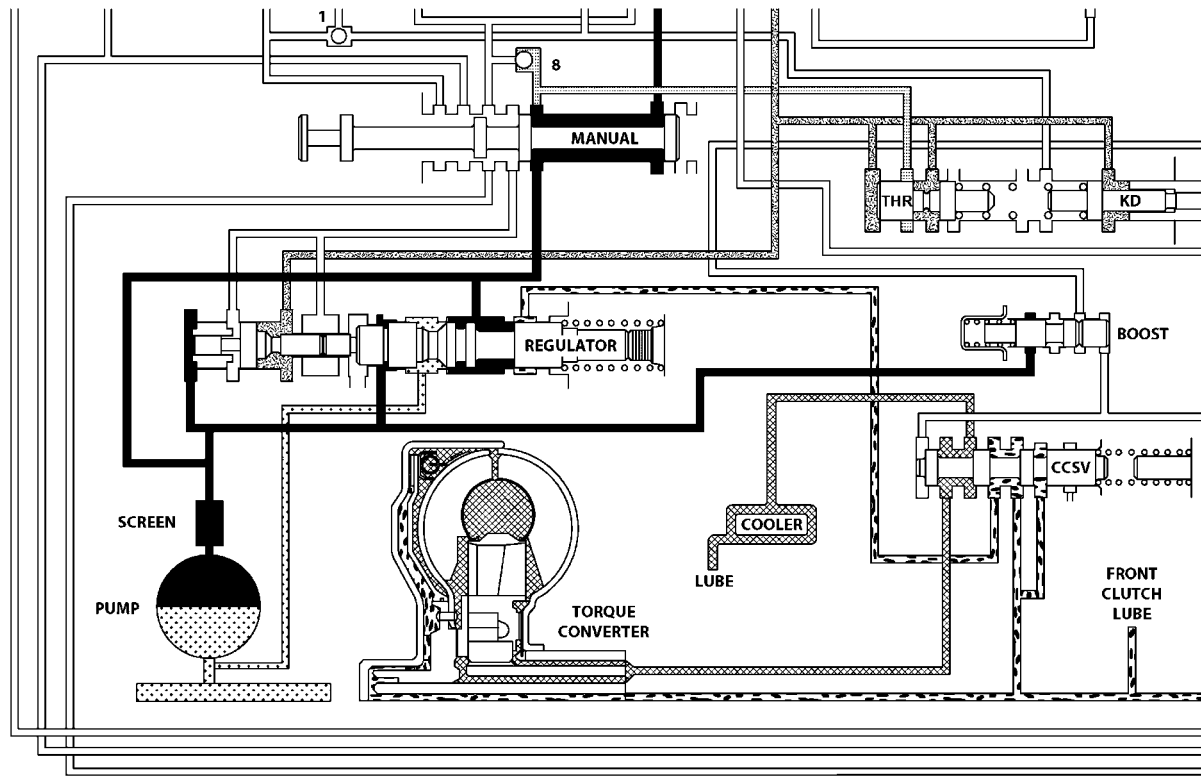 1
8
MANUAL
THR
KD
REGULATOR
BOOST
CCSV
SCREEN
COOLER
LUBE
PUMP
TORQUE
CONVERTER
FRONT
CLUTCH
LUBE